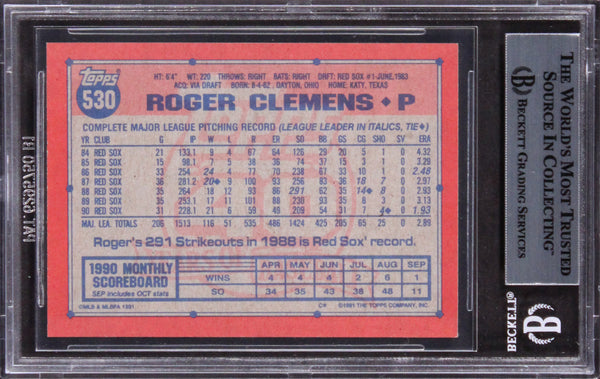 Topps
530
HT: 6'4" WT: 220 THROWS: RIGHT BATS: RIGHT DRFT: RED SOX #1-JUNE, 1983
ACQ: VIA DRAFT BORN: 8-4-62, DAYTON, OHIO HOME: KATY, TEXAS
ROGER CLEMENS ♦ P
COMPLETE MAJOR LEAGUE PITCHING RECORD (LEAGUE LEADER IN ITALICS, TIE♦)
YR CLUB G IP W L R ER SO BB GS CG SHO SV ERA
84 RED SOX 21 133.1 9 4 67 64 126 29 20 5 1 0 4.32
85 RED SOX 15 98.1 7 5 38 36 74 37 15 3 1 0 3.29
86 RED SOX 33 254 24 4 77 70 238 67 33 10 1 0 2.48
87 RED SOX 36 281.2 20♦ 9 100 93 256 83 36 18 7 0 2.97
88 RED SOX 35 264 18 12 93 86 291 62 35 14♦ 8 0 2.93
89 RED SOX 35 253.1 17 11 101 88 230 93 35 8 3 0 3.13
90 RED SOX 31 228.1 21 6 59 49 209 54 31 7 4♦ 0 1.93
MAJ. LEA. TOTALS 206 1513 116 51 535 486 1424 425 205 65 25 0 2.89
Roger's 291 Strikeouts in 1988 is Red Sox' record.
1990 MONTHLY
SCOREBOARD
SEP includes OCT stats
APR MAY JUN JUL AUG SEP
WINS 4 4 4 2 6 1
SO 34 35 43 38 48 11
©MLB & MLBPA 1991
C*
©1991 THE TOPPS COMPANY, INC.
THE WORLD'S MOST TRUSTED
SOURCE IN COLLECTING™
BECKETT GRADING SERVICES
B
BECKETT®
B